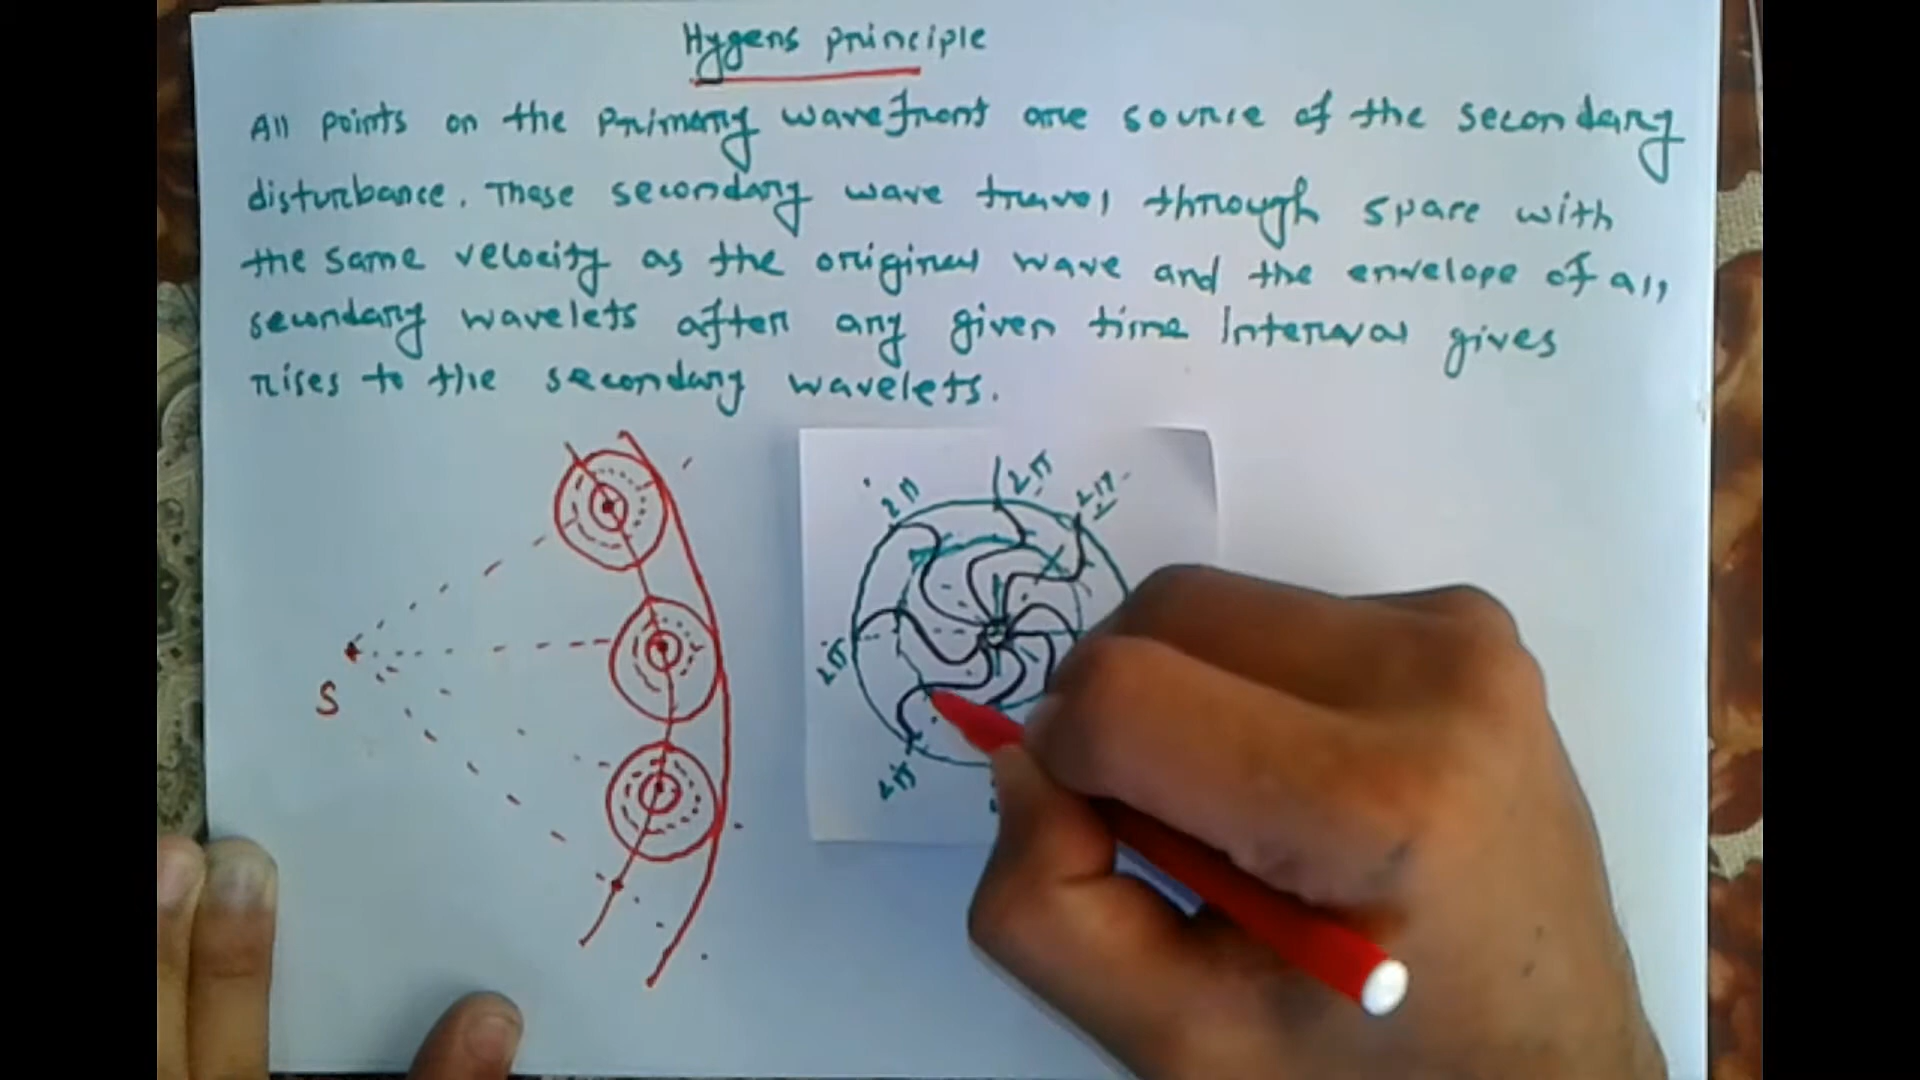 Hygens principle
All points on the Primary wavefront are source of the secondary
disturbance. These secondary wave travel through space with
the same velocity as the original wave and the envelope of all
secondary wavelets after any given time Interval gives
rises to the secondary wavelets.
2π 2π 2π
S 2π
2π